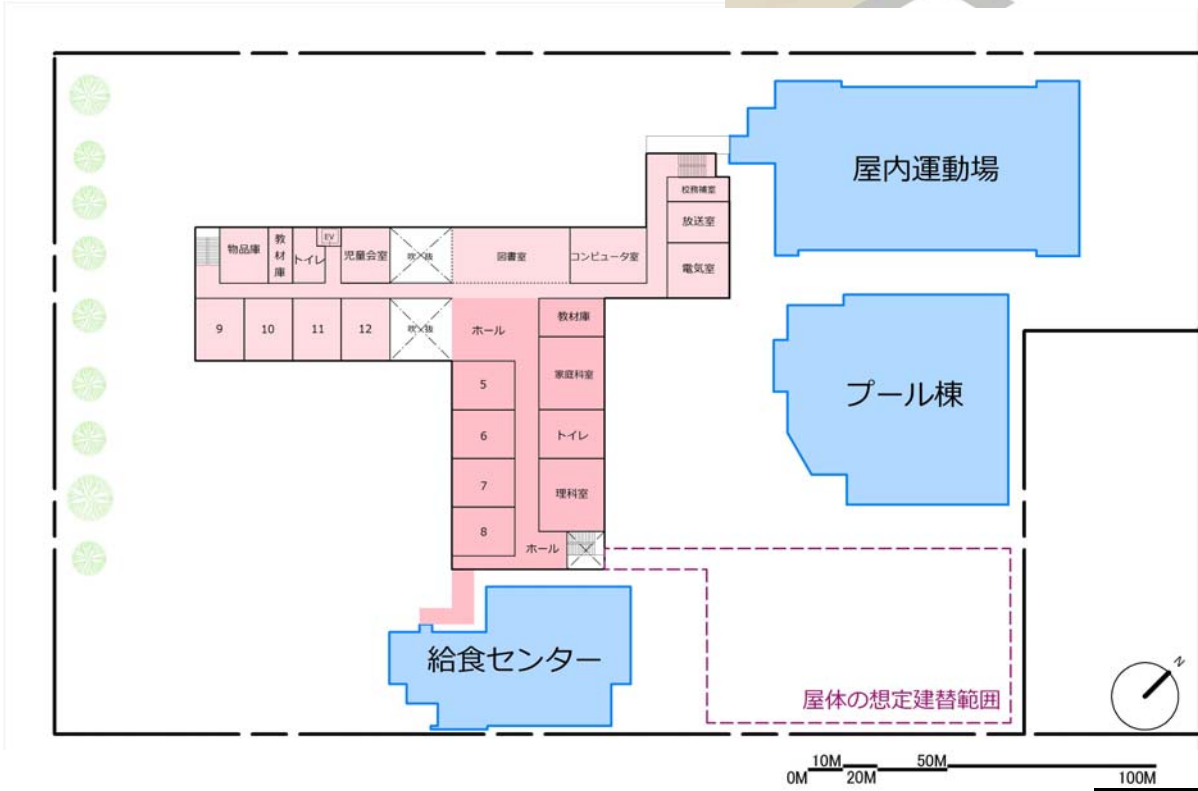 屋内運動場
校務補室
放送室
電気室
物品庫
教材庫
トイレ
EV
児童会室
吹抜
図書室
コンピュータ室
9
10
11
12
吹抜
ホール
教材庫
5
家庭科室
6
トイレ
7
理科室
8
ホール
プール棟
給食センター
屋体の想定建替範囲
N
0M
10M
20M
50M
100M